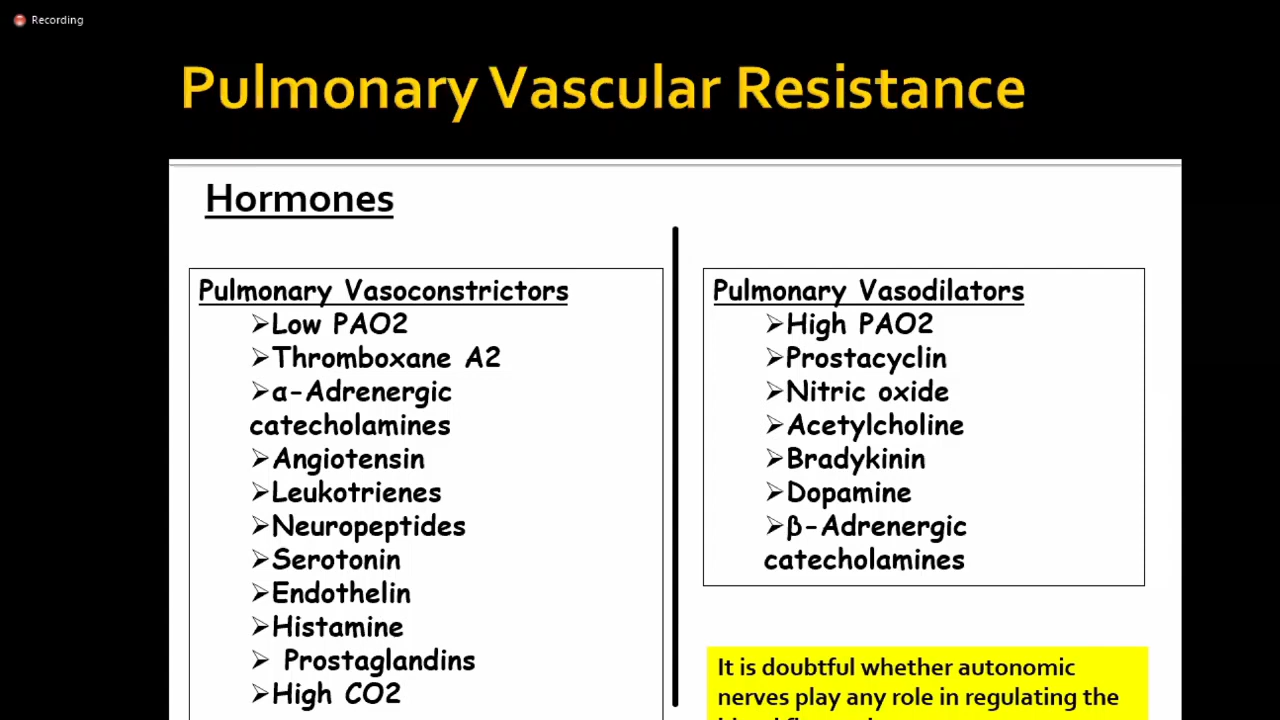 Recording
Pulmonary Vascular Resistance
Hormones
Pulmonary Vasoconstrictors
➢Low PAO2
➢Thromboxane A2
➢α-Adrenergic
catecholamines
➢Angiotensin
➢Leukotrienes
➢Neuropeptides
➢Serotonin
➢Endothelin
➢Histamine
➢ Prostaglandins
➢High CO2
Pulmonary Vasodilators
➢High PAO2
➢Prostacyclin
➢Nitric oxide
➢Acetylcholine
➢Bradykinin
➢Dopamine
➢β-Adrenergic
catecholamines
It is doubtful whether autonomic
nerves play any role in regulating the